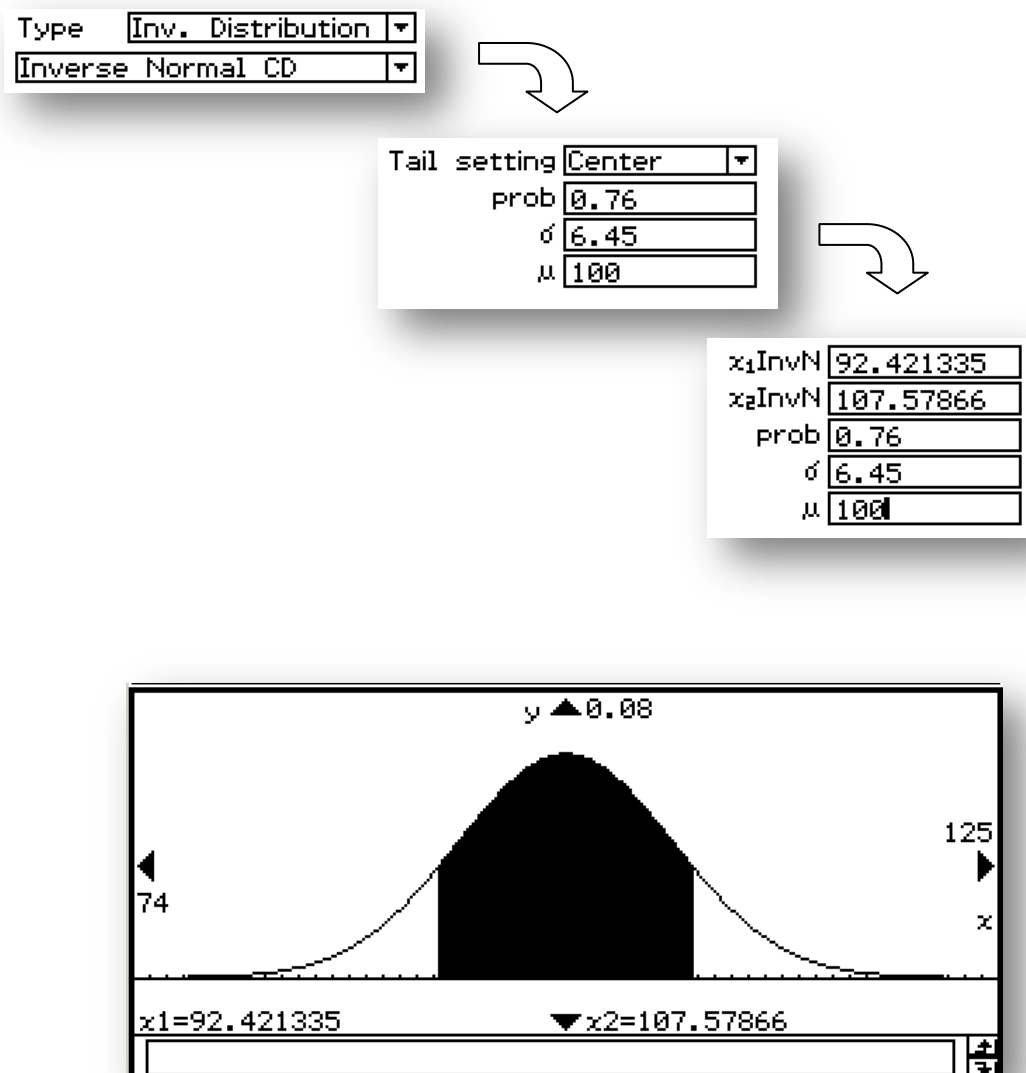 Type Inv. Distribution
Inverse Normal CD
Tail setting Center
prob 0.76
σ 6.45
μ 100
x₁InvN 92.421335
x₂InvN 107.57866
prob 0.76
σ 6.45
μ 100
y 0.08
125
74
x
x1=92.421335 x2=107.57866